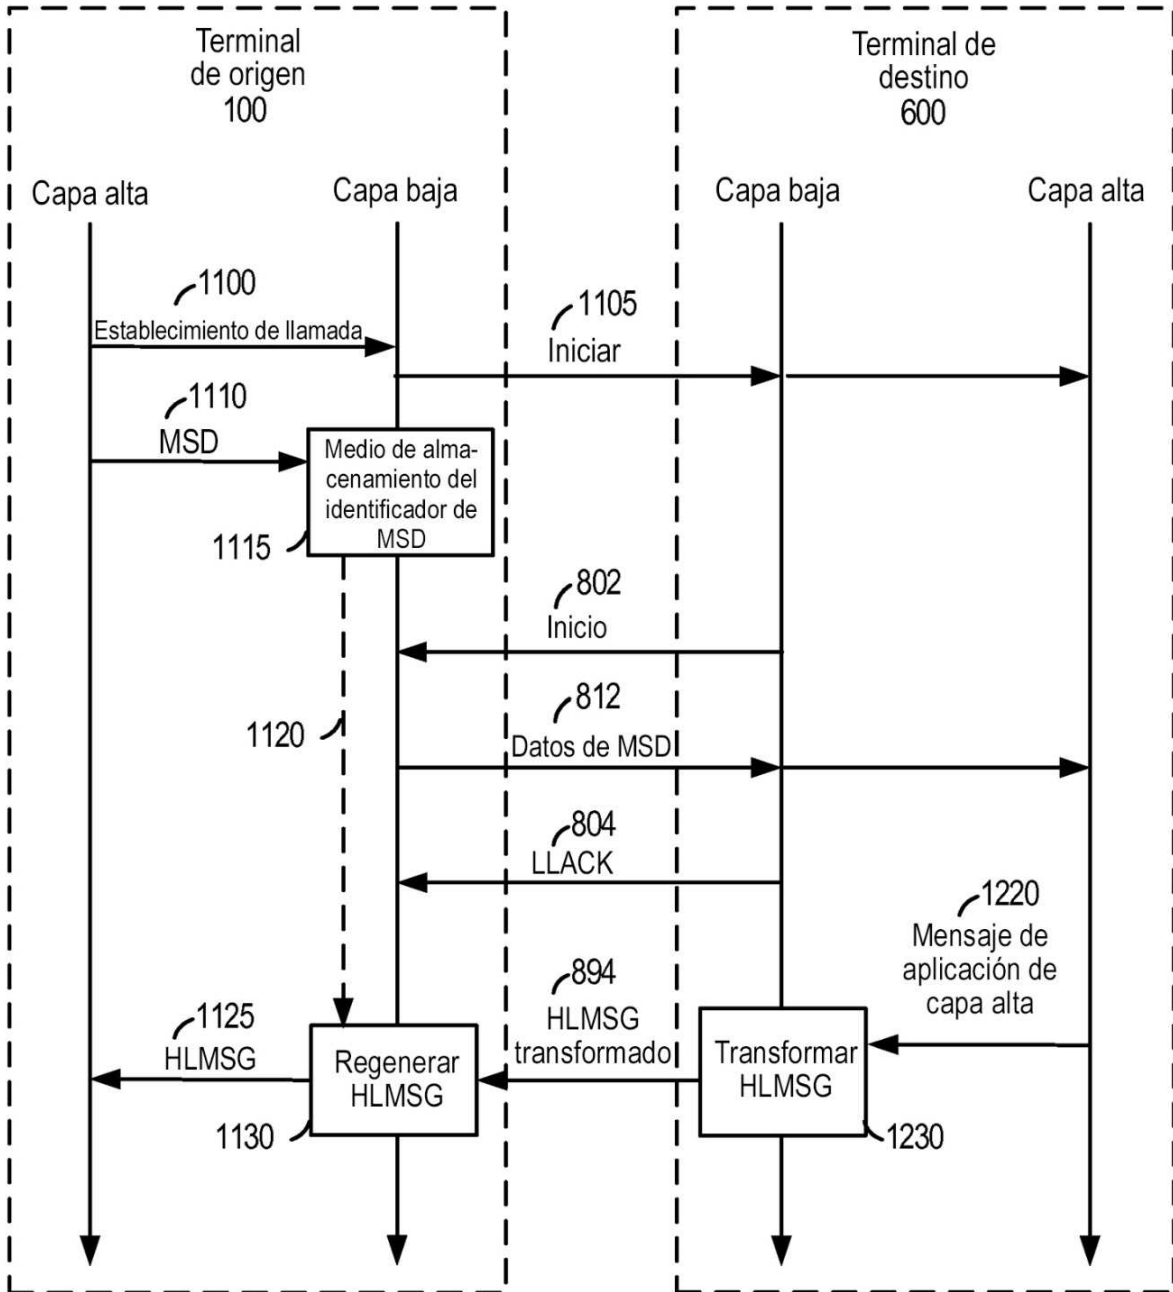 Terminal
de origen
100
Terminal de
destino
600
Capa alta
Capa baja
Capa baja
Capa alta
1100
Establecimiento de llamada
1105
Iniciar
1110
MSD
Medio de alma-
cenamiento del
identificador de
MSD
1115
802
Inicio
1120
812
Datos de MSD
804
LLACK
1220
Mensaje de
aplicación de
capa alta
894
HLMSG
transformado
1125
HLMSG
Regenerar
HLMSG
Transformar
HLMSG
1130
1230